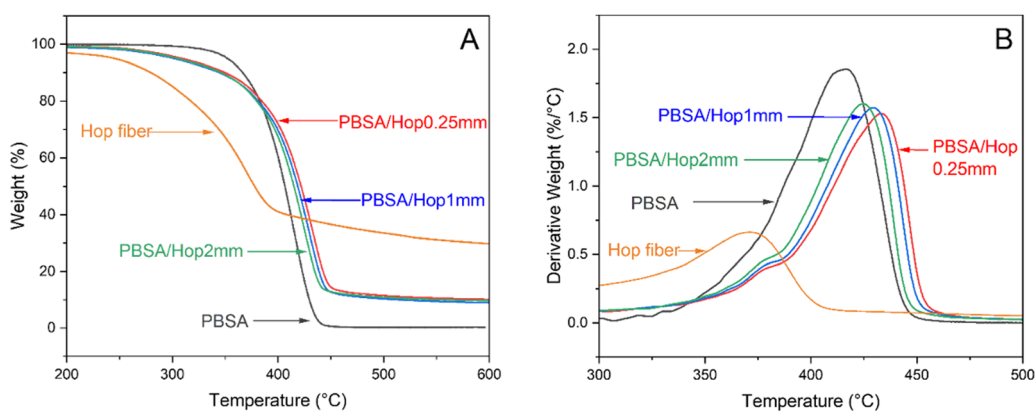 A
100
80
60
40
20
0
Weight (%)
Hop fiber
PBSA/Hop0.25mm
PBSA/Hop1mm
PBSA/Hop2mm
PBSA
200
300
400
500
600
Temperature (°C)
B
2.0
1.5
1.0
0.5
0.0
Derivative Weight (%/°C)
PBSA/Hop1mm
PBSA/Hop2mm
PBSA/Hop
0.25mm
PBSA
Hop fiber
300
350
400
450
500
Temperature (°C)